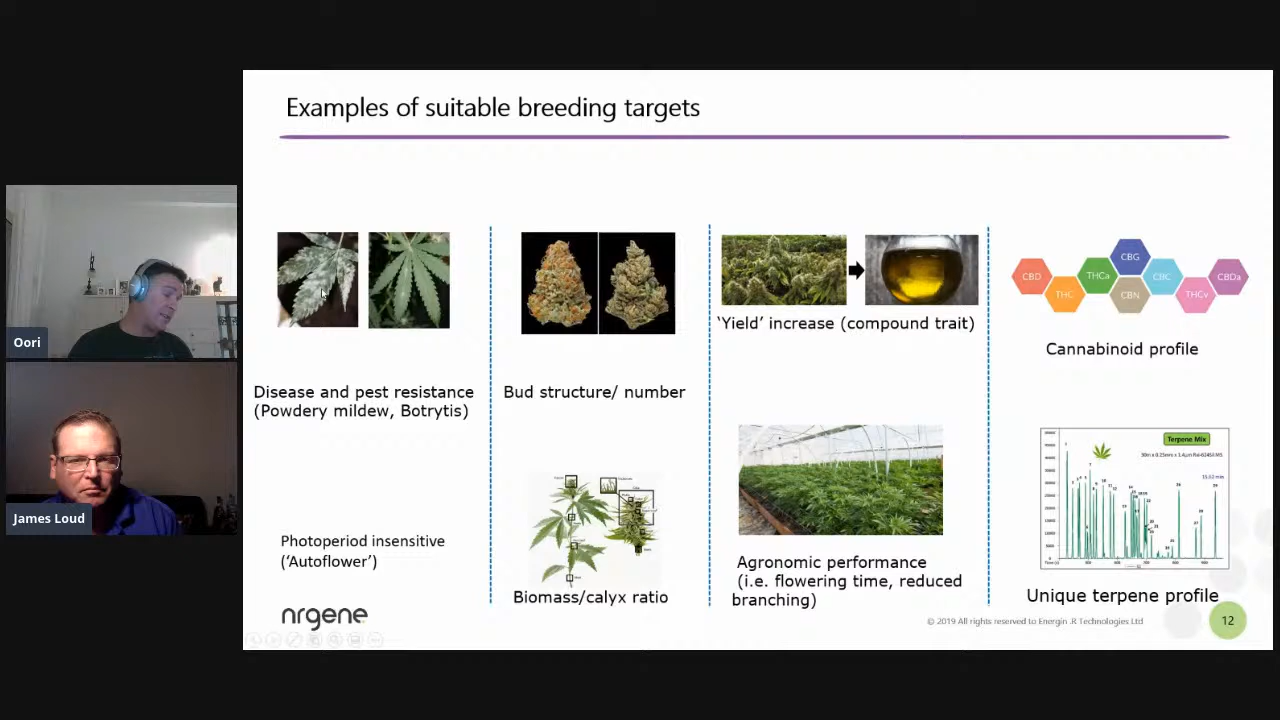 Examples of suitable breeding targets
Disease and pest resistance
(Powdery mildew, Botrytis)
Photoperiod insensitive
(‘Autoflower’)
nrgene
Bud structure/ number
Biomass/calyx ratio
‘Yield’ increase (compound trait)
Agronomic performance
(i.e. flowering time, reduced
branching)
CBD
THC
THCa
CBG
CBN
CBC
THCv
CBDa
Cannabinoid profile
Terpene Mix
Unique terpene profile
© 2019 All rights reserved to Energin .R Technologies Ltd
12
Oori
James Loud